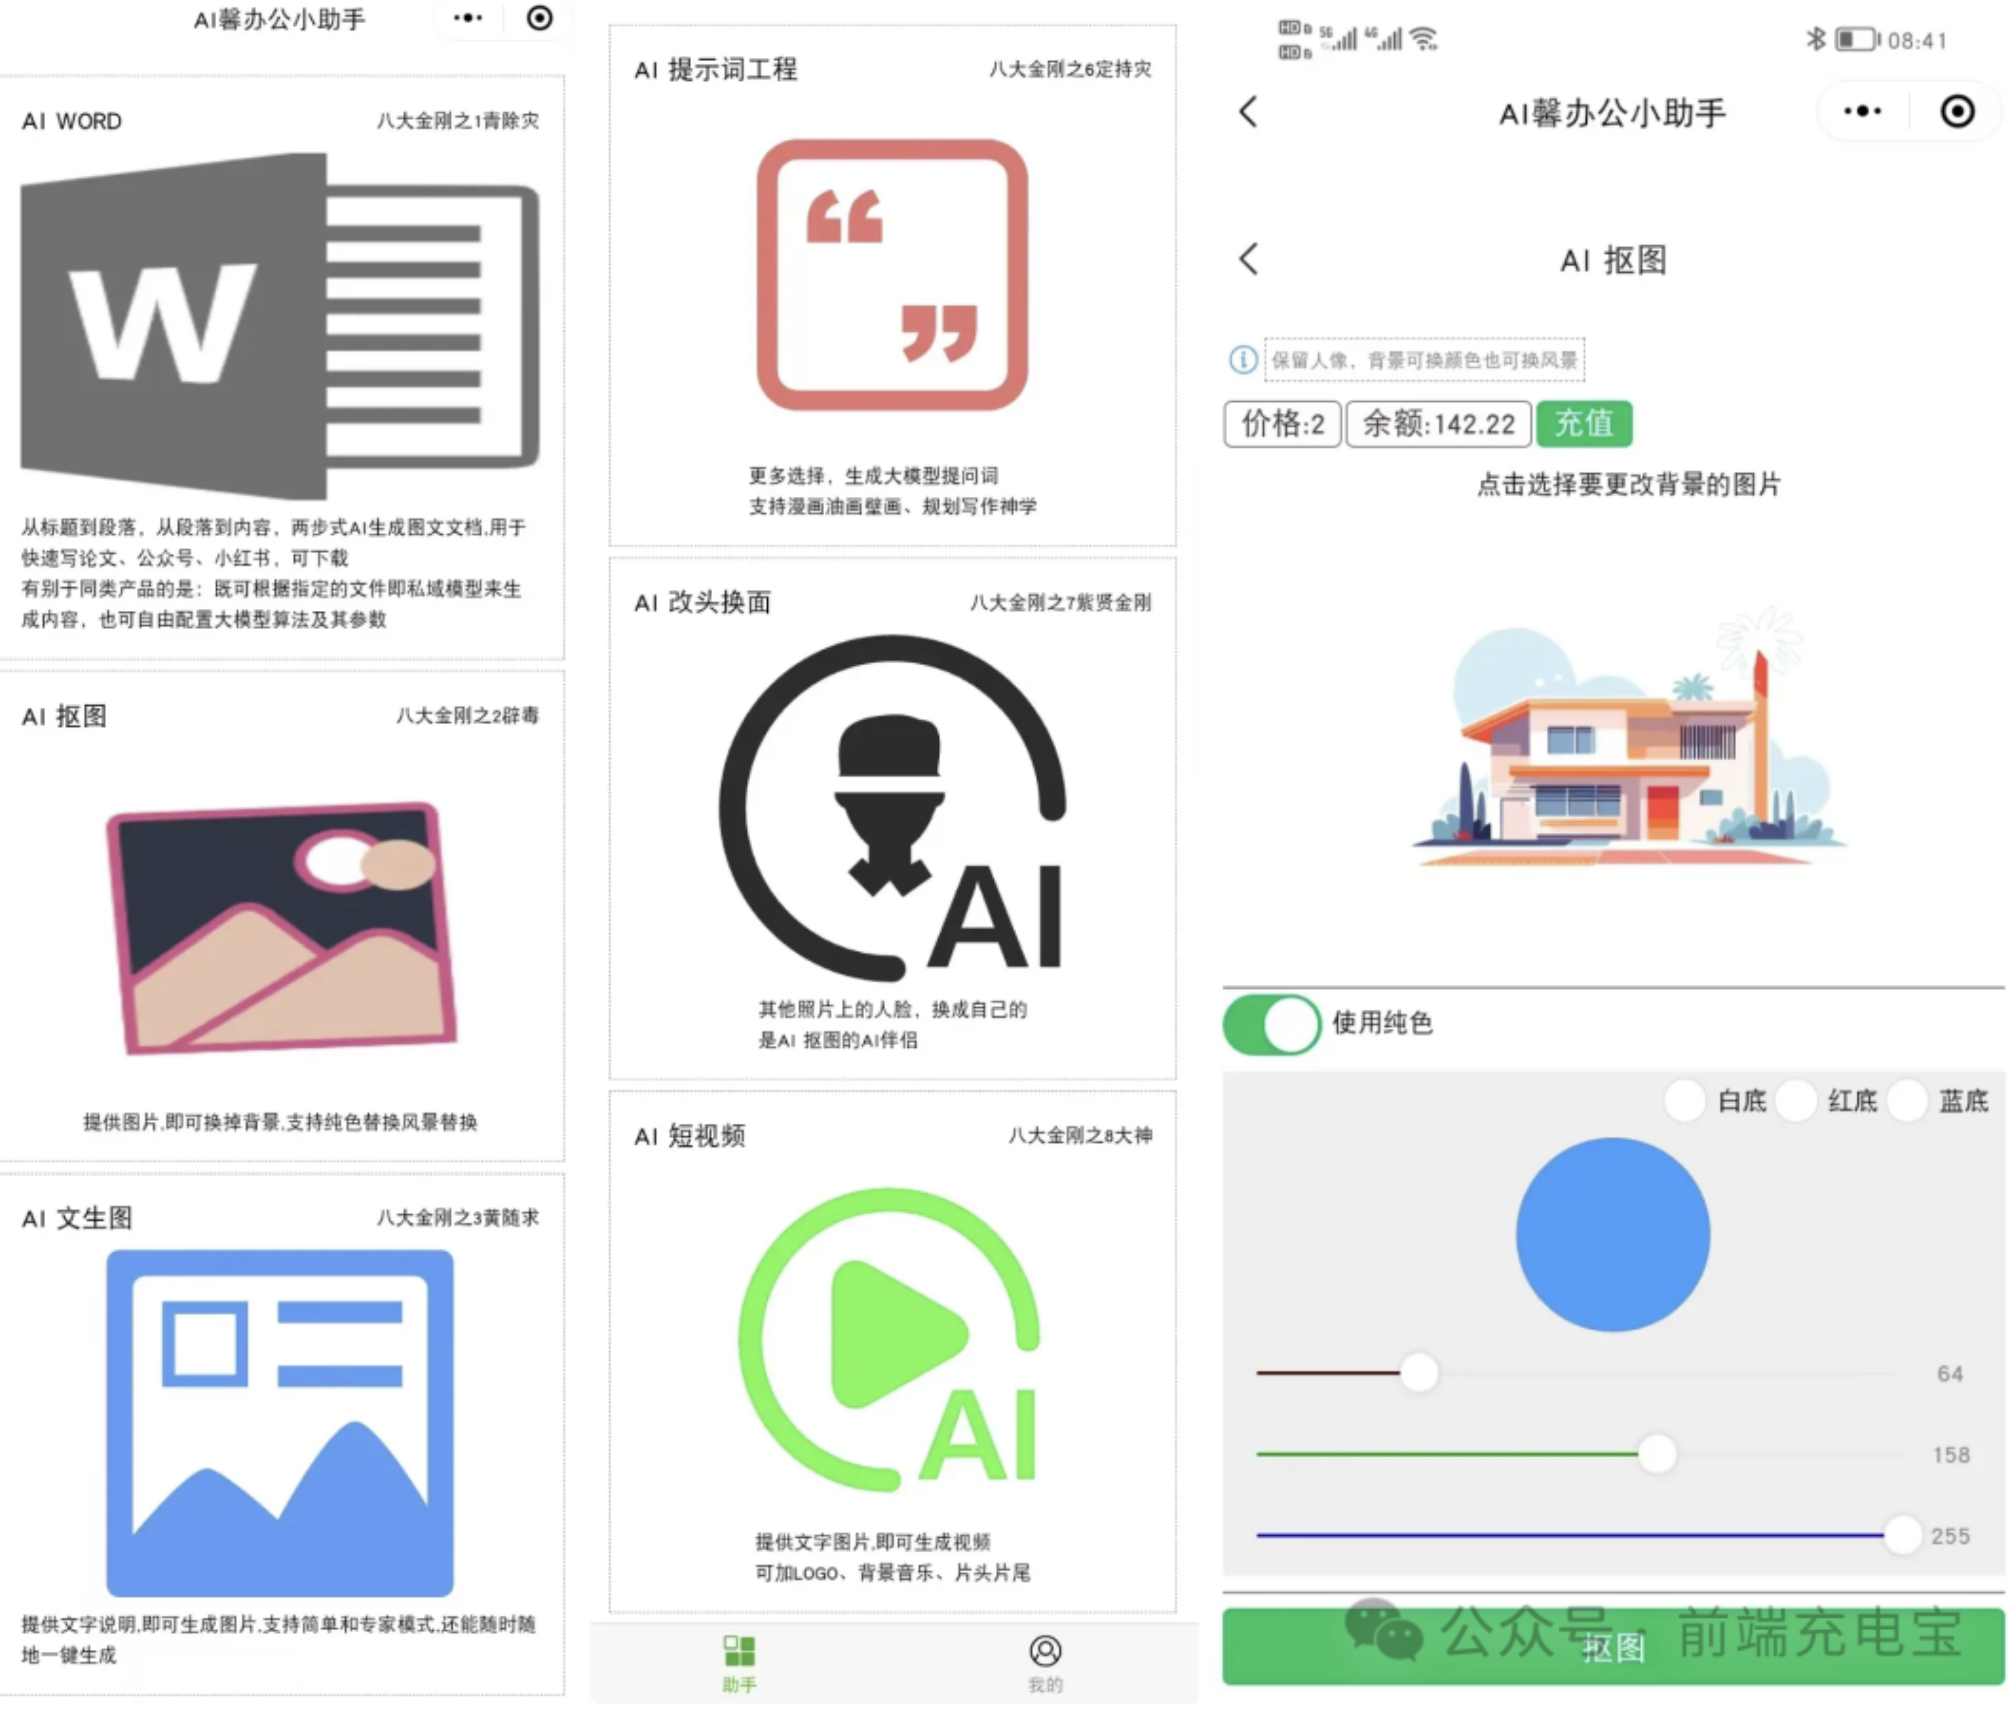 AI馨办公小助手
AI WORD
八大金刚之1青除灾
W
从标题到段落，从段落到内容，两步式AI生成图文文档,用于
快速写论文、公众号、小红书，可下载
有别于同类产品的是：既可根据指定的文件即私域模型来生
成内容，也可自由配置大模型算法及其参数
AI 抠图
八大金刚之2辟毒
提供图片,即可换掉背景,支持纯色替换风景替换
AI 文生图
八大金刚之3黄随求
提供文字说明,即可生成图片,支持简单和专家模式,还能随时随
地一键生成
AI 提示词工程
八大金刚之6定持灾
更多选择，生成大模型提问词
支持漫画油画壁画、规划写作神学
AI 改头换面
八大金刚之7紫贤金刚
AI
其他照片上的人脸，换成自己的
是AI 抠图的AI伴侣
AI 短视频
八大金刚之8大神
AI
提供文字图片,即可生成视频
可加LOGO、背景音乐、片头片尾
助手
我的
5G 4G 08:41
AI馨办公小助手
AI 抠图
保留人像，背景可换颜色也可换风景
价格:2 余额:142.22 充值
点击选择要更改背景的图片
使用纯色
白底 红底 蓝底
64
158
255
抠图
公众号 · 前端充电宝